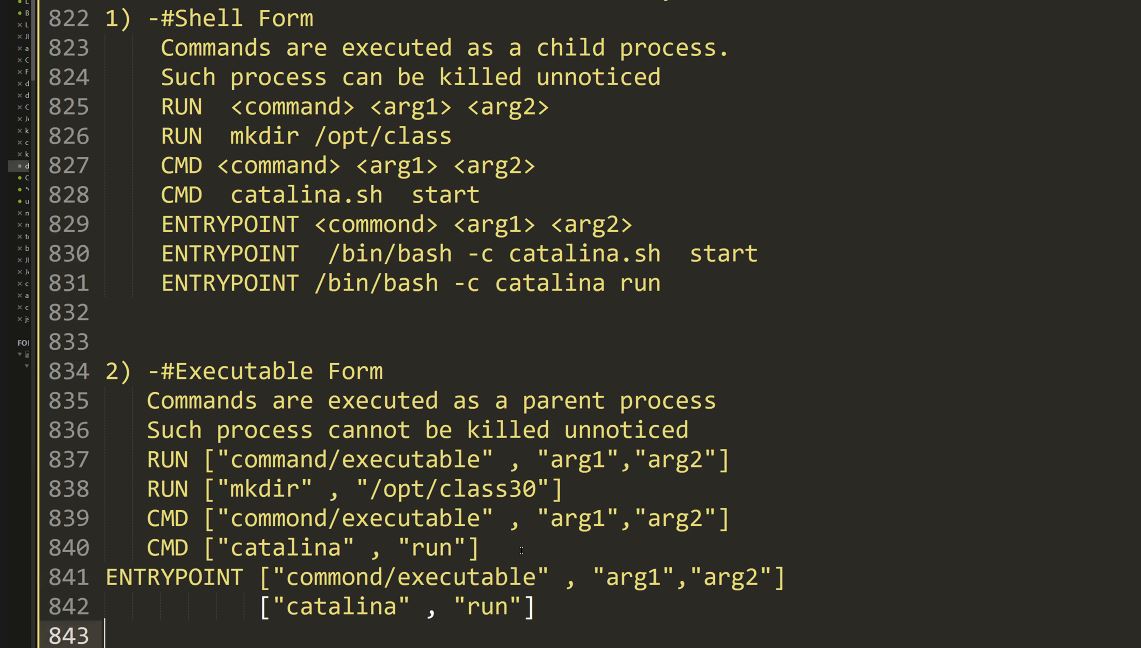 822 1) -#Shell Form
823 Commands are executed as a child process.
824 Such process can be killed unnoticed
825 RUN  <command> <arg1> <arg2>
826 RUN  mkdir /opt/class
827 CMD <command> <arg1> <arg2>
828 CMD  catalina.sh  start
829 ENTRYPOINT <commond> <arg1> <arg2>
830 ENTRYPOINT  /bin/bash -c catalina.sh  start
831 ENTRYPOINT /bin/bash -c catalina run
832
833
834 2) -#Executable Form
835 Commands are executed as a parent process
836 Such process cannot be killed unnoticed
837 RUN ["command/executable" , "arg1","arg2"]
838 RUN ["mkdir" , "/opt/class30"]
839 CMD ["commond/executable" , "arg1","arg2"]
840 CMD ["catalina" , "run"]
841 ENTRYPOINT ["commond/executable" , "arg1","arg2"]
842 ["catalina" , "run"]
843